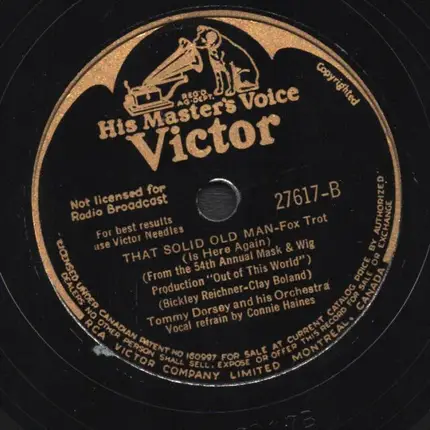 REG'D.
His Master's Voice
Victor
Copyrighted
Not licensed for
Radio Broadcast
27617-B
For best results
use Victor Needles
THAT SOLID OLD MAN-Fox Trot
(Is Here Again)
(From the 54th Annual Mask & Wig
Production "Out of This World")
(Bickley Reichner-Clay Boland)
Tommy Dorsey and his Orchestra
Vocal refrain by Connie Haines
LICENSED UNDER CANADIAN PATENT No 160997 FOR SALE AT CURRENT CATALOG PRICE BY AUTHORIZED
NO OTHER PERSON SHALL SELL, EXPOSE OR OFFER THIS RECORD FOR SALE OR EXCHANGE
RCA VICTOR COMPANY LIMITED MONTREAL, CANADA